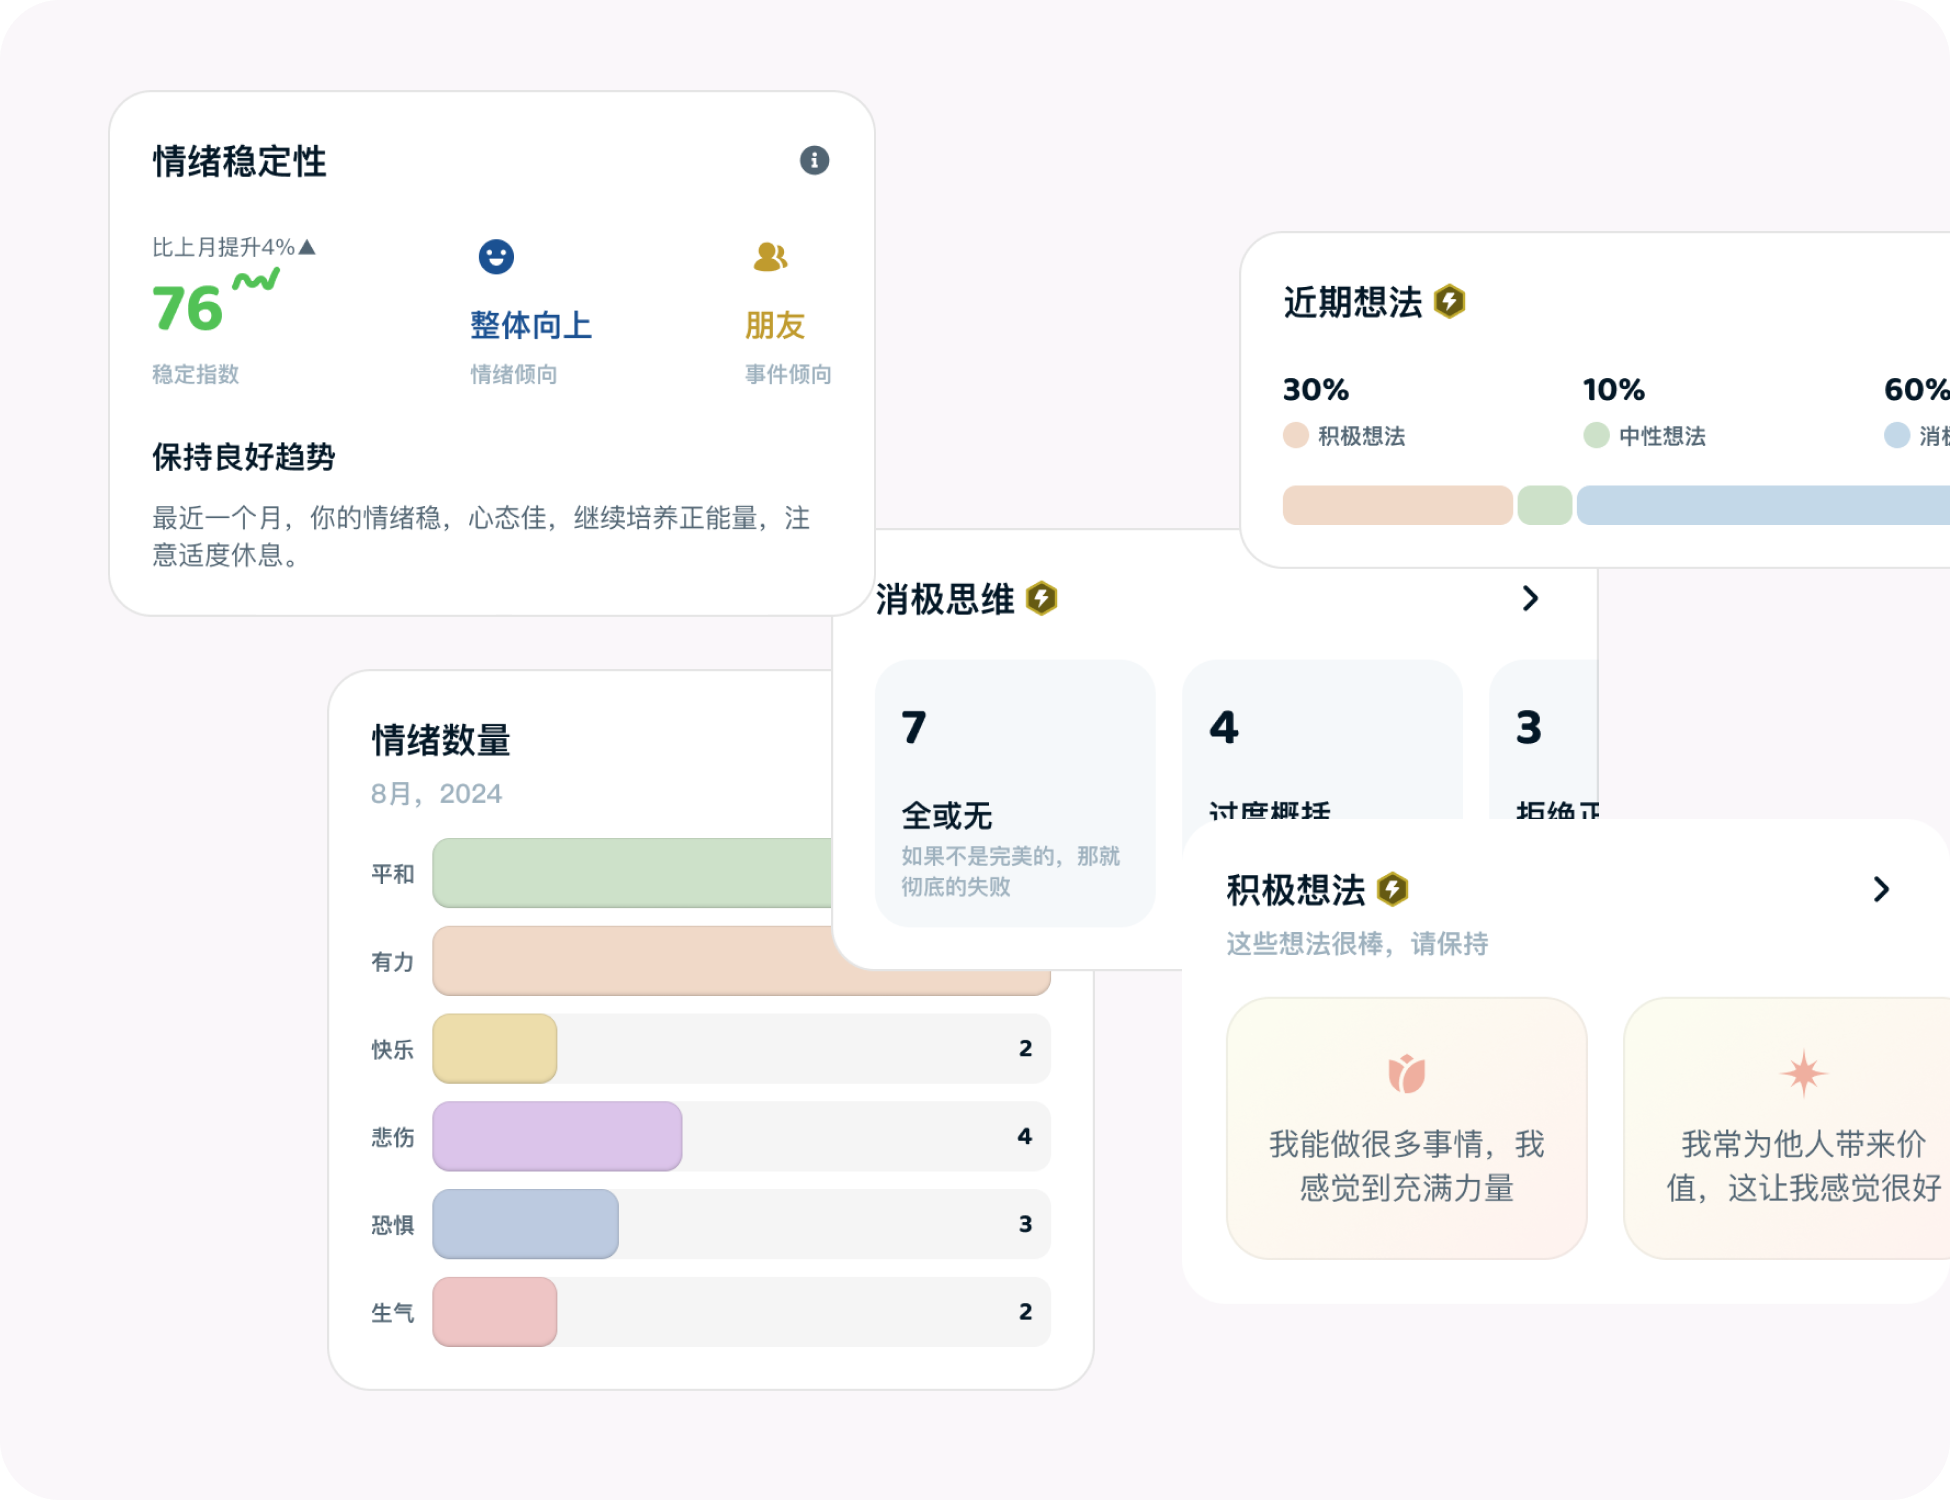 情绪稳定性
比上月提升4%▲
76
稳定指数
整体向上
情绪倾向
朋友
事件倾向
保持良好趋势
最近一个月，你的情绪稳，心态佳，继续培养正能量，注
意适度休息。
近期想法
30%
积极想法
10%
中性想法
60%
消
消极思维
7
全或无
如果不是完美的，那就
彻底的失败
4
过度概括
3
拒绝正
情绪数量
8月，2024
平和
有力
快乐
2
悲伤
4
恐惧
3
生气
2
积极想法
这些想法很棒，请保持
我能做很多事情，我
感觉到充满力量
我常为他人带来价
值，这让我感觉很好